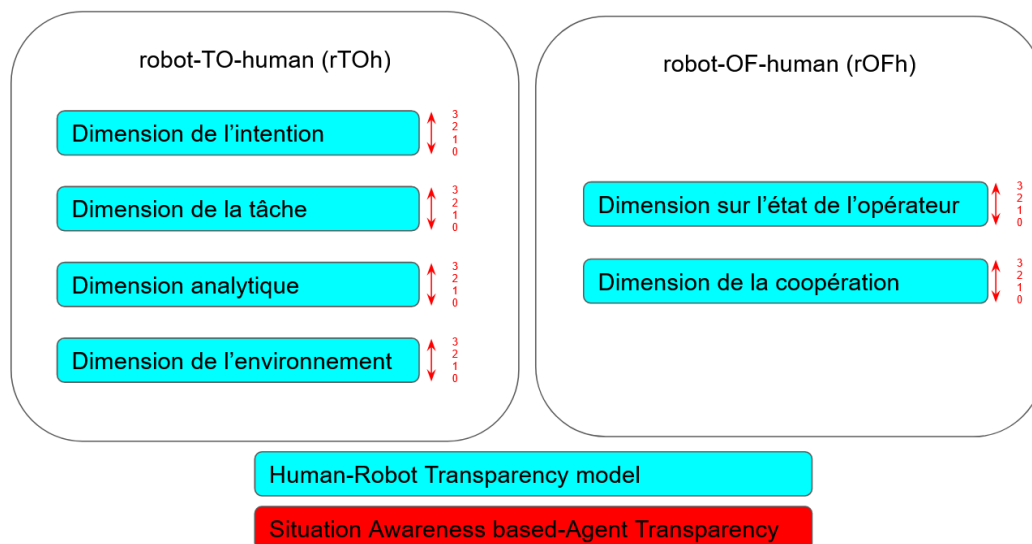 robot-TO-human (rTOh)
Dimension de l’intention
3
2
1
0
Dimension de la tâche
3
2
1
0
Dimension analytique
3
2
1
0
Dimension de l’environnement
3
2
1
0
robot-OF-human (rOFh)
Dimension sur l’état de l’opérateur
3
2
1
0
Dimension de la coopération
3
2
1
0
Human-Robot Transparency model
Situation Awareness based-Agent Transparency